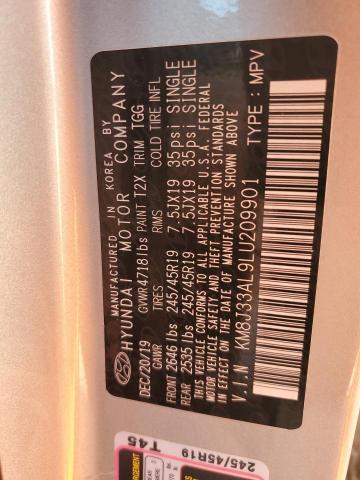 MANUFACTURED IN KOREA BY
HYUNDAI MOTOR COMPANY
DEC/20/19 GVWR 4718 lbs PAINT T2X TRIM TGG
GAWR TIRES RIMS COLD TIRE INFL
FRONT 2646 lbs 245/45R19 7.5JX19 35psi SINGLE
REAR 2535 lbs 245/45R19 7.5JX19 35psi SINGLE
THIS VEHICLE CONFORMS TO ALL APPLICABLE U.S.A. FEDERAL
MOTOR VEHICLE SAFETY AND THEFT PREVENTION STANDARDS
IN EFFECT ON THE DATE OF MANUFACTURE SHOWN ABOVE
V.I.N : KM8J33AL9LU209901 TYPE : MPV
245/45R19
T45
ENFORCEMENT